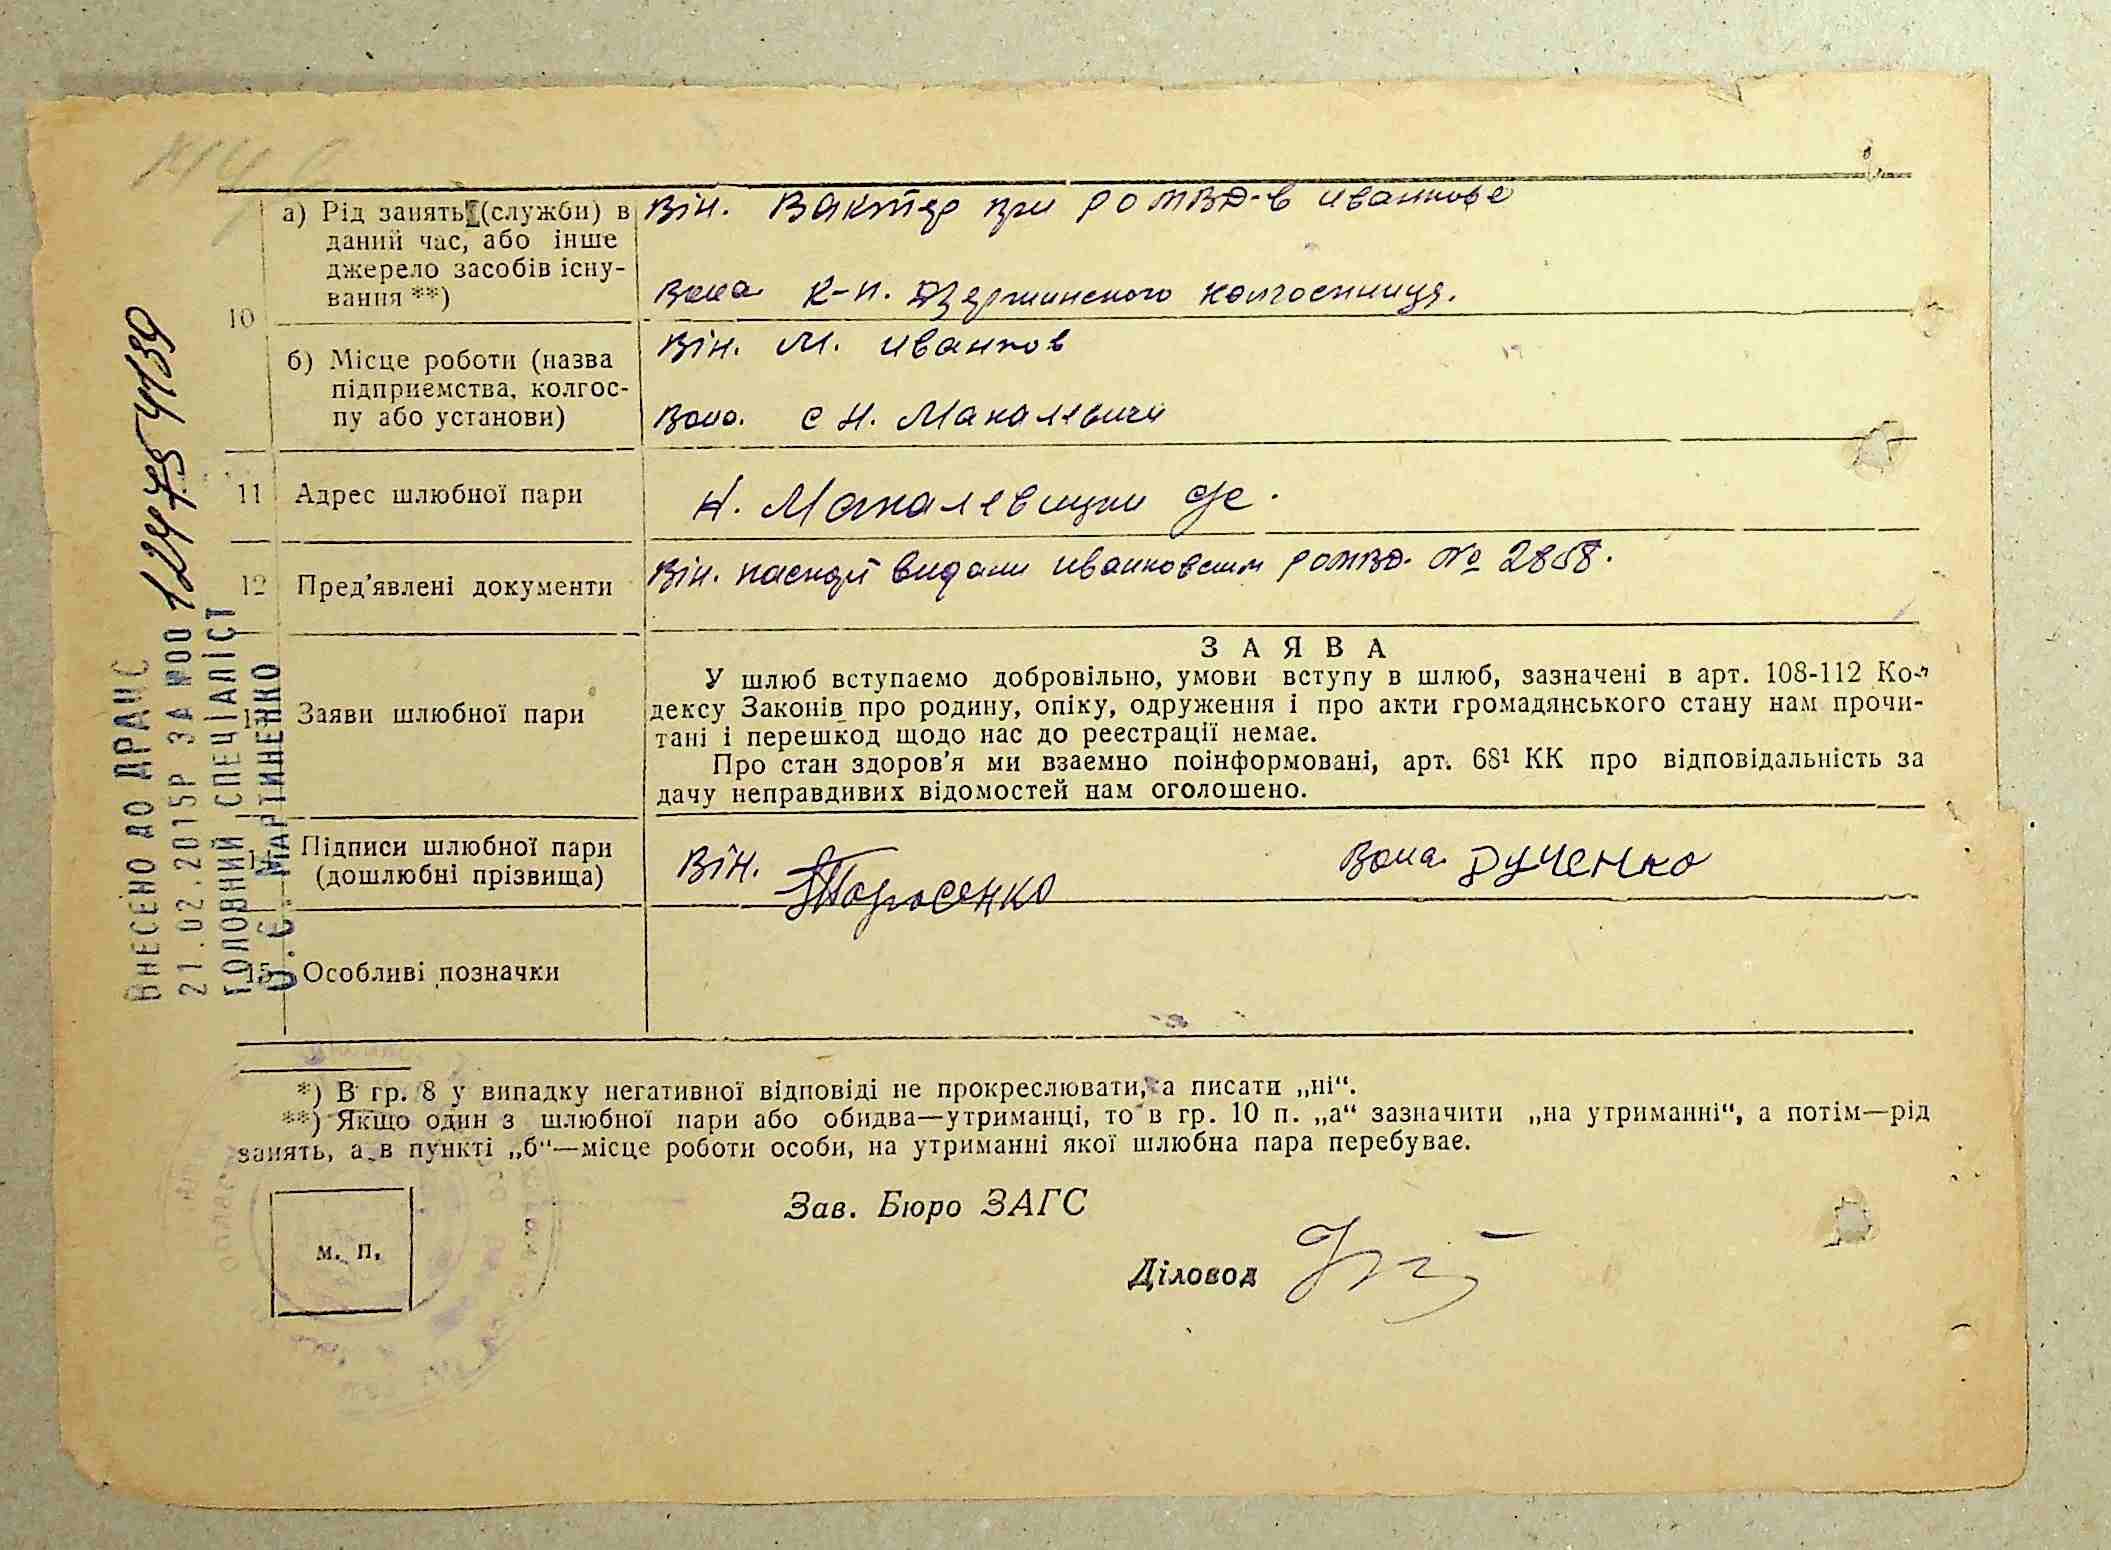 а) Рід занять (служби) в
даний час, або інше
джерело засобів існу-
вання **)
Він. Вахтер при РОМВД-в иванкове
Вона к-п. Дзержинского колгоспниця.
10
б) Місце роботи (назва
підприємства, колгос-
пу або установи)
Він. М. иванков
Вона. с Н. Макалевичи
11 Адрес шлюбної пари
Н. Макалевичи
12 Пред'явлені документи
Він. паспорт видани иванковским РОМВД. № 2858.
Заяви шлюбної пари
ЗАЯВА
У шлюб вступаємо добровільно, умови вступу в шлюб, зазначені в арт. 108-112 Ко-
дексу Законів про родину, опіку, одруження і про акти громадянського стану нам прочи-
тані і перешкод щодо нас до реєстрації немає.
Про стан здоров'я ми взаємно поінформовані, арт. 68¹ КК про відповідальність за
дачу неправдивих відомостей нам оголошено.
Підписи шлюбної пари
(дошлюбні прізвища)
Він. Вона Рученко
15 Особливі позначки
*) В гр. 8 у випадку негативної відповіді не прокреслювати, а писати „ні“.
**) Якщо один з шлюбної пари або обидва—утриманці, то в гр. 10 п. „а“ зазначити „на утриманні“, а потім—рід
занять, а в пункті „б“—місце роботи особи, на утриманні якої шлюбна пара перебуває.
Зав. Бюро ЗАГС
м. п.
Діловод
ВНЕСЕНО ДО ДРАЦС
21.02.2015Р ЗА №00 1244754139
ГОЛОВНИЙ СПЕЦІАЛІСТ
О.С. МАРТИНЕНКО